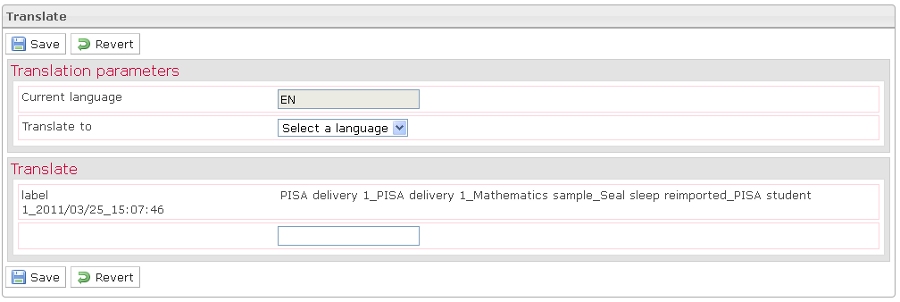 Translate
Save Revert
Translation parameters
Current language EN
Translate to Select a language
Translate
label PISA delivery 1_PISA delivery 1_Mathematics sample_Seal sleep reimported_PISA student
1_2011/03/25_15:07:46
Save Revert